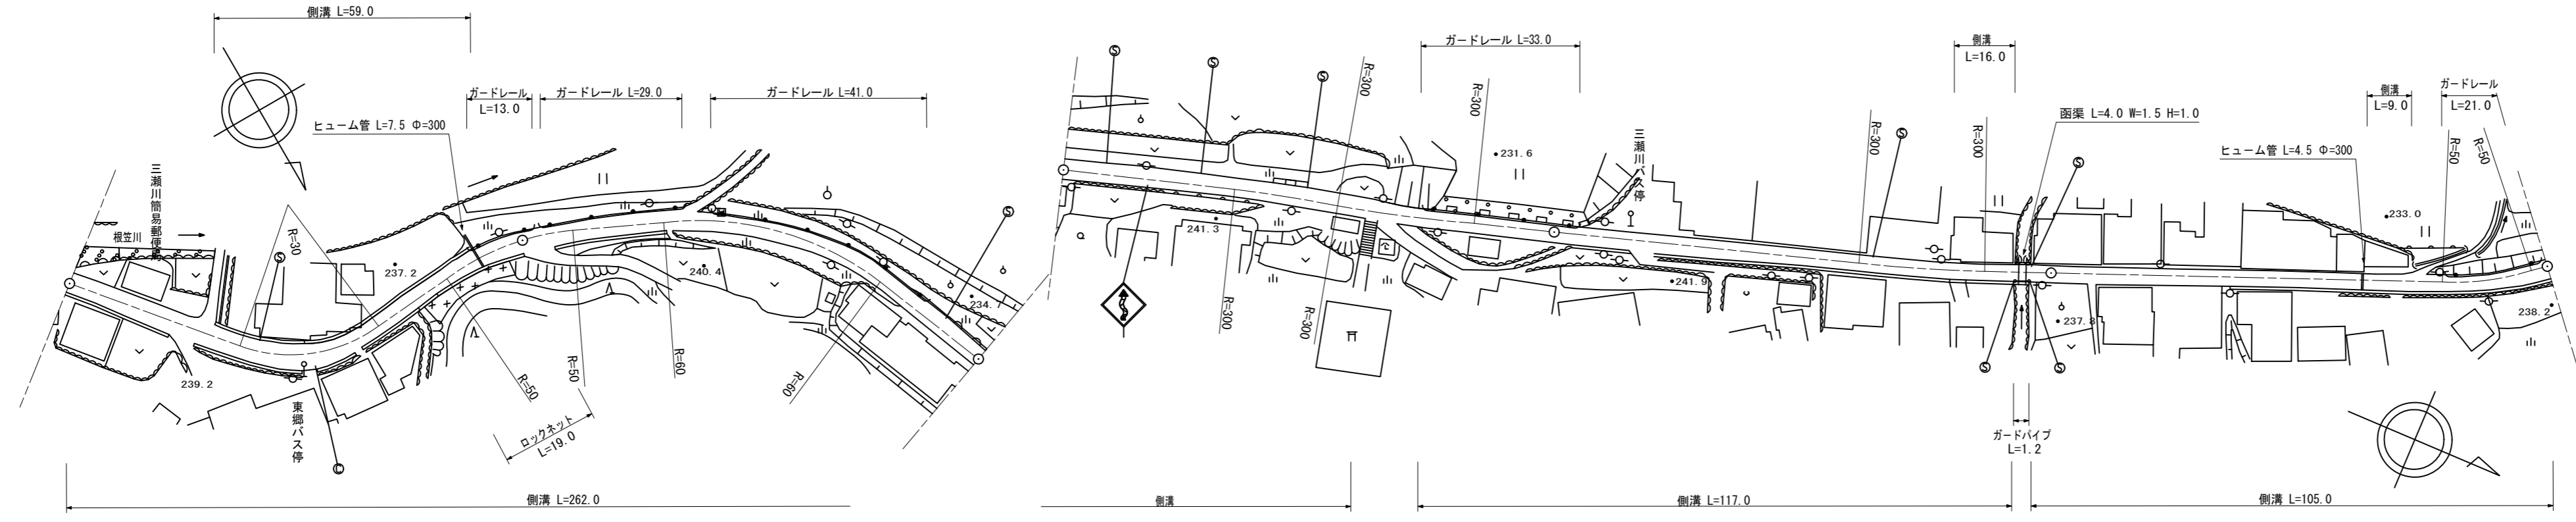 側溝 L=59.0
ガードレール
L=13.0
ガードレール L=29.0
ガードレール L=41.0
ヒューム管 L=7.5 Φ=300
三瀬川簡易郵便局
根笠川
R=30
237.2
240.4
234.
239.2
東郷バス停
R=50
R=50
R=60
R=60
ロックネット
L=19.0
側溝 L=262.0
S
S
C
ガードレール L=33.0
側溝
L=16.0
側溝
L=9.0
ガードレール
L=21.0
S
S
S
R=300
R=300
231.6
三瀬川バス停
R=300
S
R=300
函渠 L=4.0 W=1.5 H=1.0
S
ヒューム管 L=4.5 Φ=300
R=50
R=50
233.0
241.3
241.9
237.3
238.2
R=300
R=300
S
S
ガードパイプ
L=1.2
側溝
側溝 L=117.0
側溝 L=105.0